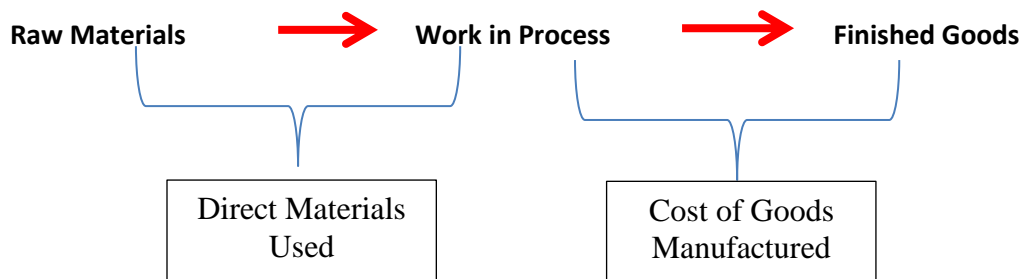 Raw Materials Work in Process Finished Goods
Direct Materials
Used
Cost of Goods
Manufactured